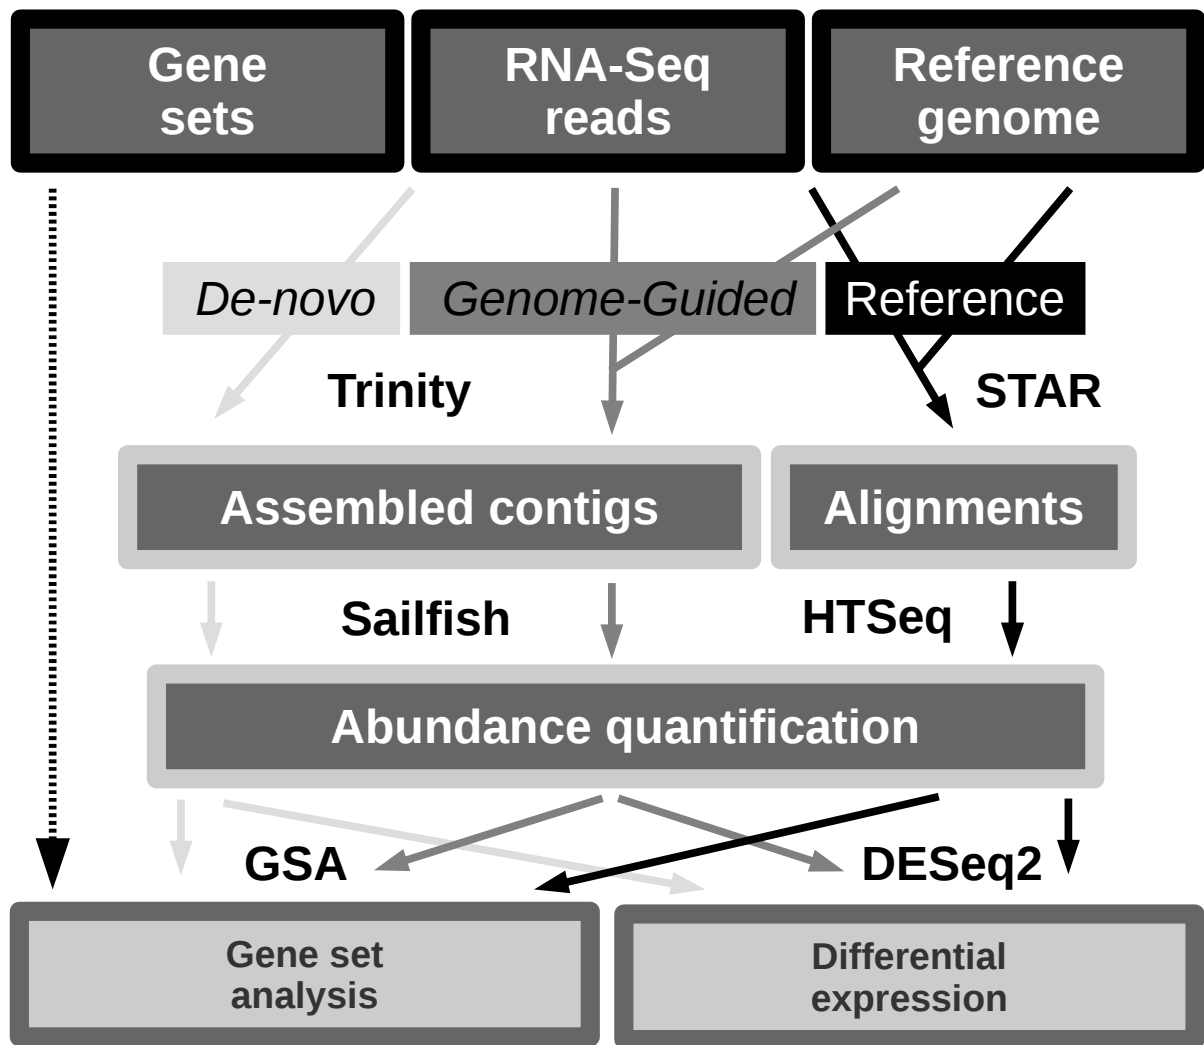 Gene
sets
RNA-Seq
reads
Reference
genome
De-novo
Genome-Guided
Reference
Trinity
STAR
Assembled contigs
Alignments
Sailfish
HTSeq
Abundance quantification
GSA
DESeq2
Gene set
analysis
Differential
expression